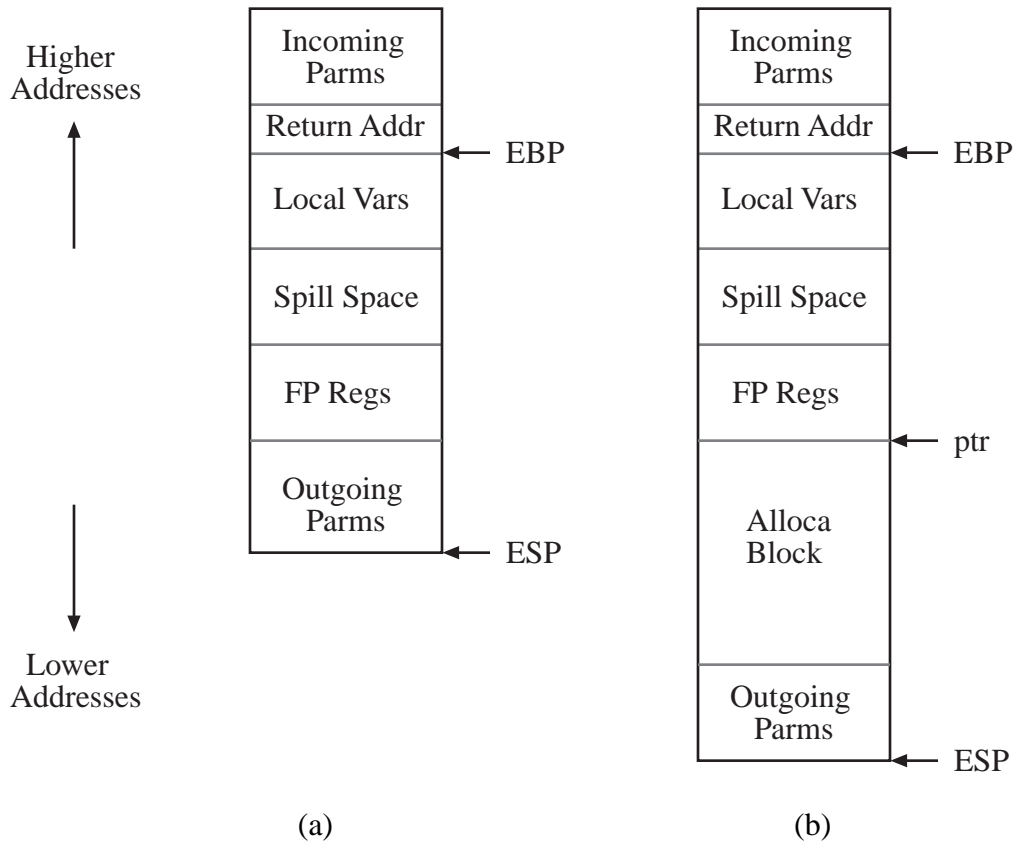 Higher
Addresses
Lower
Addresses
Incoming
Parms
Return Addr
EBP
Local Vars
Spill Space
FP Regs
Outgoing
Parms
ESP
(a)
Incoming
Parms
Return Addr
EBP
Local Vars
Spill Space
FP Regs
ptr
Alloca
Block
Outgoing
Parms
ESP
(b)